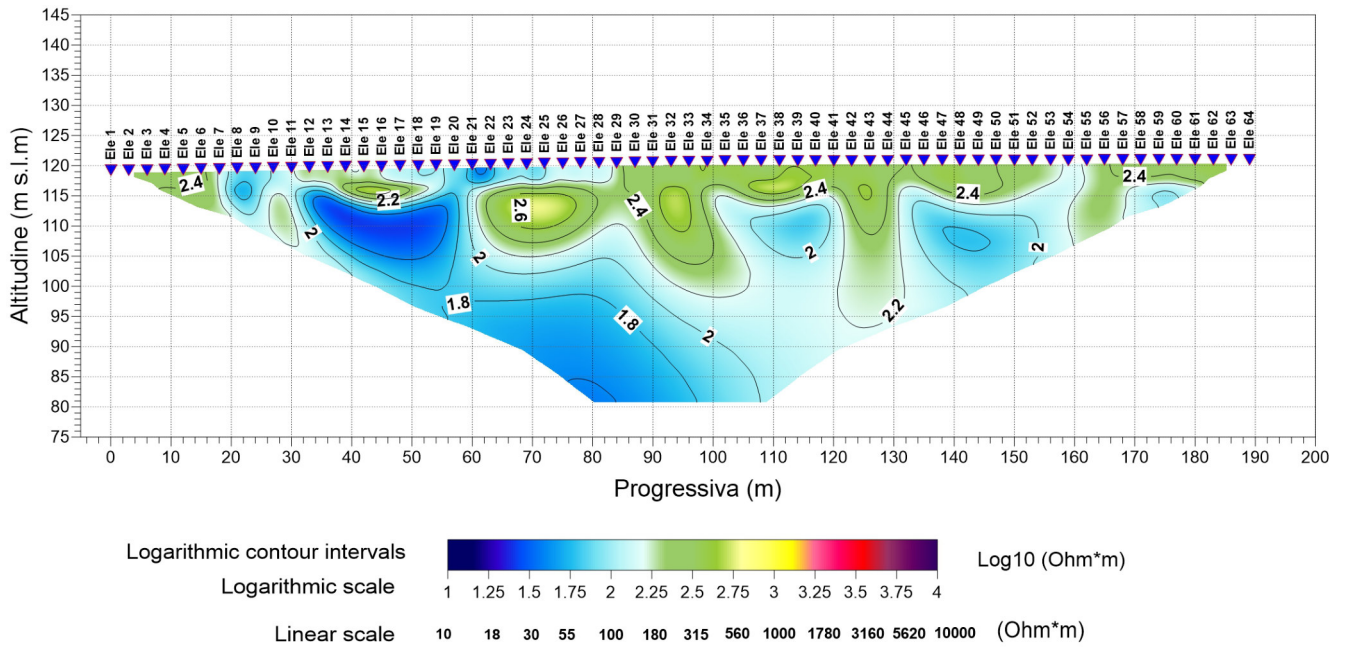 145
140
135
130
125
120
115
110
105
100
95
90
85
80
75
Altitudine (m s.l.m)
Ele 1
Ele 2
Ele 3
Ele 4
Ele 5
Ele 6
Ele 7
Ele 8
Ele 9
Ele 10
Ele 11
Ele 12
Ele 13
Ele 14
Ele 15
Ele 16
Ele 17
Ele 18
Ele 19
Ele 20
Ele 21
Ele 22
Ele 23
Ele 24
Ele 25
Ele 26
Ele 27
Ele 28
Ele 29
Ele 30
Ele 31
Ele 32
Ele 33
Ele 34
Ele 35
Ele 36
Ele 37
Ele 38
Ele 39
Ele 40
Ele 41
Ele 42
Ele 43
Ele 44
Ele 45
Ele 46
Ele 47
Ele 48
Ele 49
Ele 50
Ele 51
Ele 52
Ele 53
Ele 54
Ele 55
Ele 56
Ele 57
Ele 58
Ele 59
Ele 60
Ele 61
Ele 62
Ele 63
Ele 64
2.4
2.2
2
2.6
2
1.8
1.8
2.4
2
2.4
2
2.2
2.4
2
2.4
0 10 20 30 40 50 60 70 80 90 100 110 120 130 140 150 160 170 180 190 200
Progressiva (m)
Logarithmic contour intervals
Log10 (Ohm*m)
Logarithmic scale
1 1.25 1.5 1.75 2 2.25 2.5 2.75 3 3.25 3.5 3.75 4
Linear scale 10 18 30 55 100 180 315 560 1000 1780 3160 5620 10000 (Ohm*m)